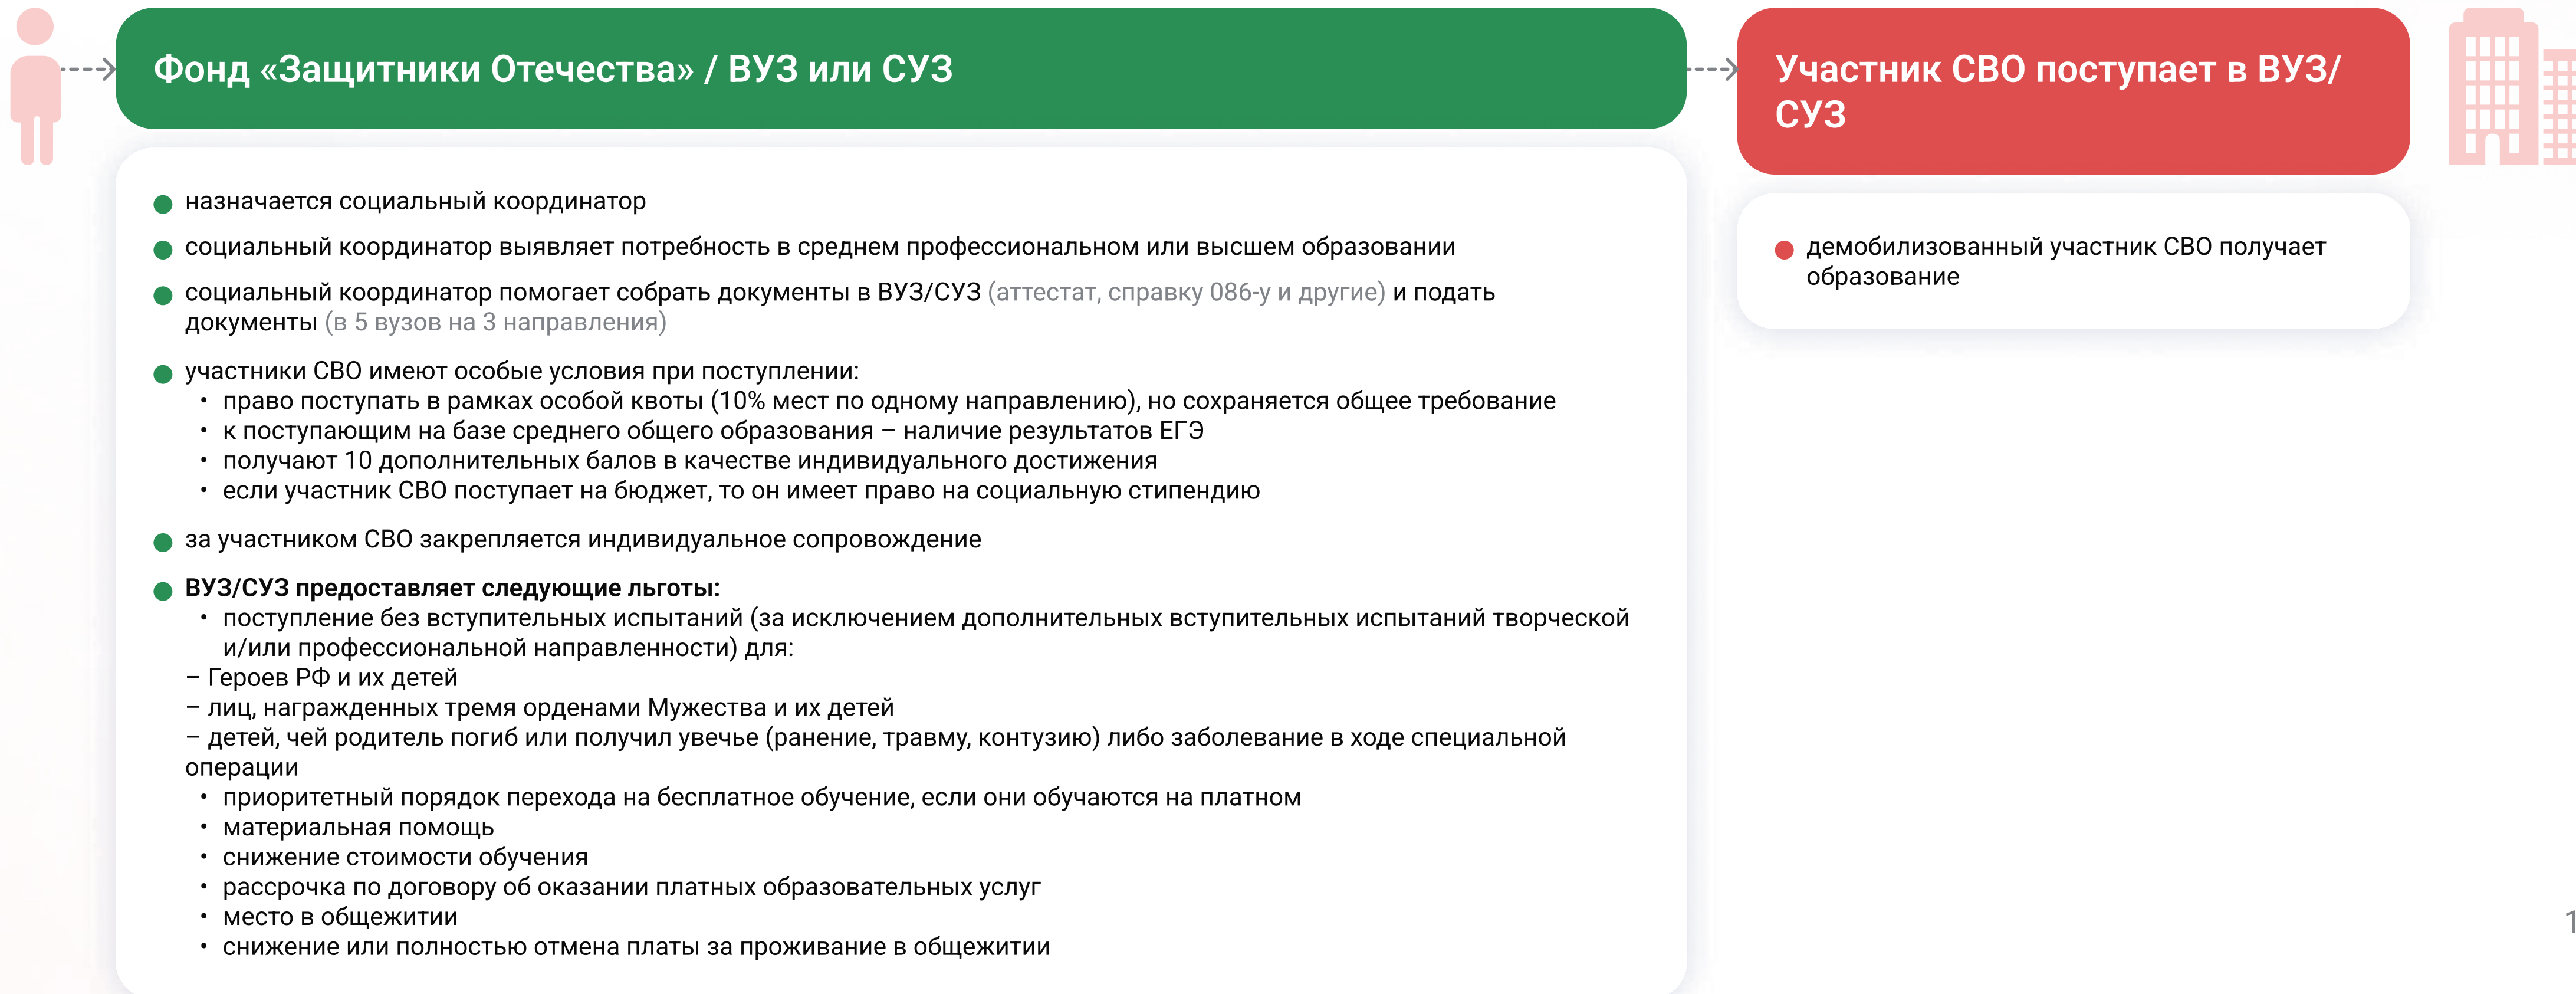 Фонд «Защитники Отечества» / ВУЗ или СУЗ
назначается социальный координатор
социальный координатор выявляет потребность в среднем профессиональном или высшем образовании
социальный координатор помогает собрать документы в ВУЗ/СУЗ (аттестат, справку 086-у и другие) и подать
документы (в 5 вузов на 3 направления)
участники СВО имеют особые условия при поступлении:
• право поступать в рамках особой квоты (10% мест по одному направлению), но сохраняется общее требование
• к поступающим на базе среднего общего образования – наличие результатов ЕГЭ
• получают 10 дополнительных балов в качестве индивидуального достижения
• если участник СВО поступает на бюджет, то он имеет право на социальную стипендию
за участником СВО закрепляется индивидуальное сопровождение
ВУЗ/СУЗ предоставляет следующие льготы:
• поступление без вступительных испытаний (за исключением дополнительных вступительных испытаний творческой
и/или профессиональной направленности) для:
– Героев РФ и их детей
– лиц, награжденных тремя орденами Мужества и их детей
– детей, чей родитель погиб или получил увечье (ранение, травму, контузию) либо заболевание в ходе специальной
операции
• приоритетный порядок перехода на бесплатное обучение, если они обучаются на платном
• материальная помощь
• снижение стоимости обучения
• рассрочка по договору об оказании платных образовательных услуг
• место в общежитии
• снижение или полностью отмена платы за проживание в общежитии
Участник СВО поступает в ВУЗ/
СУЗ
демобилизованный участник СВО получает
образование
1